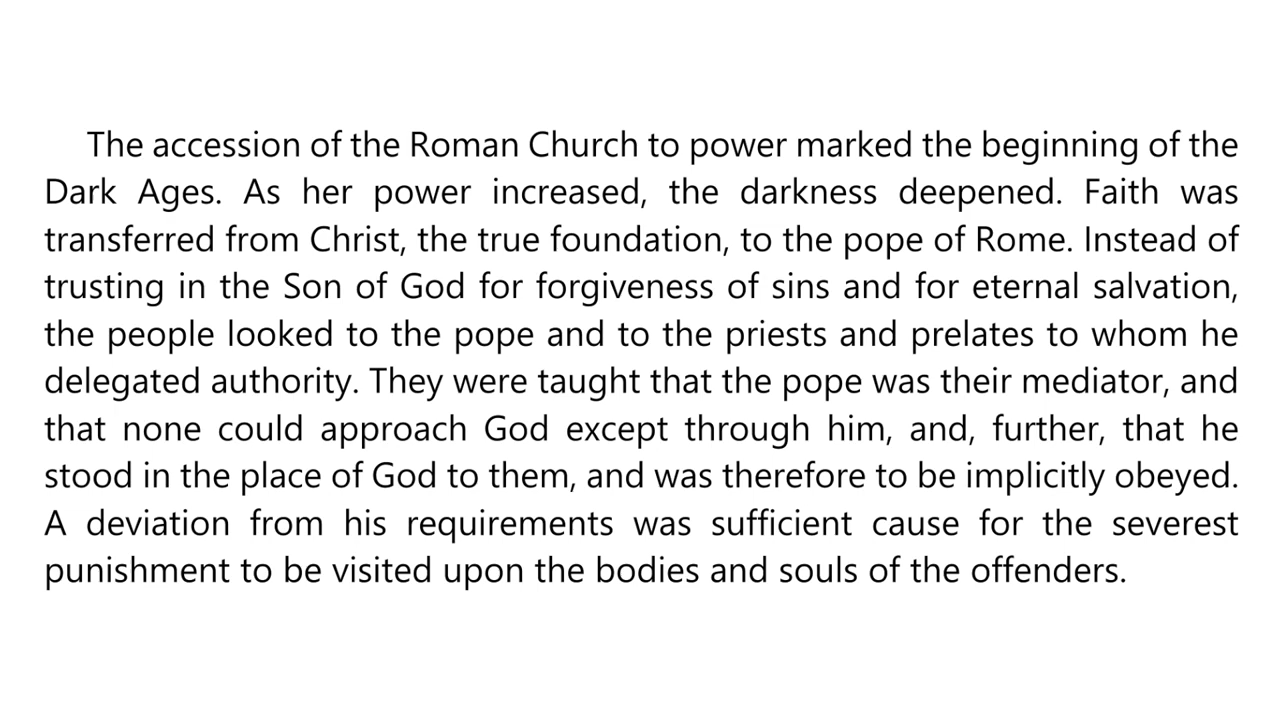 The accession of the Roman Church to power marked the beginning of the
Dark Ages. As her power increased, the darkness deepened. Faith was
transferred from Christ, the true foundation, to the pope of Rome. Instead of
trusting in the Son of God for forgiveness of sins and for eternal salvation,
the people looked to the pope and to the priests and prelates to whom he
delegated authority. They were taught that the pope was their mediator, and
that none could approach God except through him, and, further, that he
stood in the place of God to them, and was therefore to be implicitly obeyed.
A deviation from his requirements was sufficient cause for the severest
punishment to be visited upon the bodies and souls of the offenders.